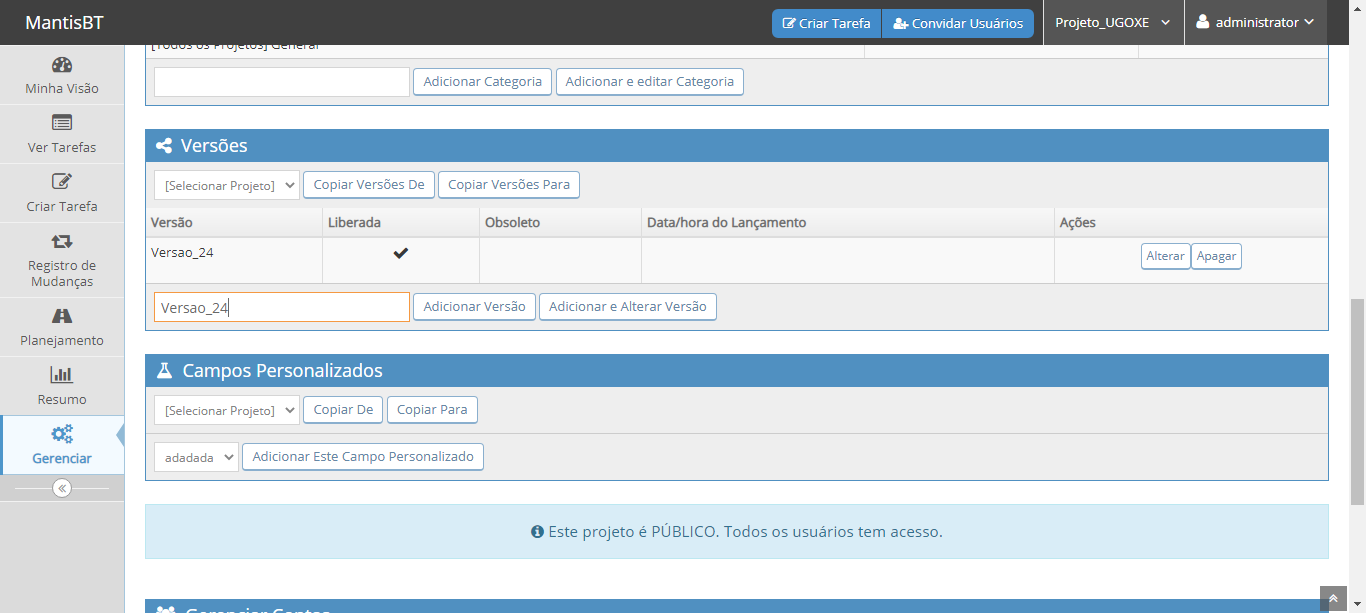 MantisBT
Criar Tarefa Convidar Usuários Projeto_UGOXE administrator
[Todos os Projetos] General
Adicionar Categoria Adicionar e editar Categoria
Minha Visão
Ver Tarefas
Criar Tarefa
Registro de
Mudanças
Planejamento
Resumo
Gerenciar
Versões
[Selecionar Projeto] Copiar Versões De Copiar Versões Para
Versão Liberada Obsoleto Data/hora do Lançamento Ações
Versao_24 Alterar Apagar
Versao_24 Adicionar Versão Adicionar e Alterar Versão
Campos Personalizados
[Selecionar Projeto] Copiar De Copiar Para
adadada Adicionar Este Campo Personalizado
Este projeto é PÚBLICO. Todos os usuários tem acesso.
Gerenciar Contas